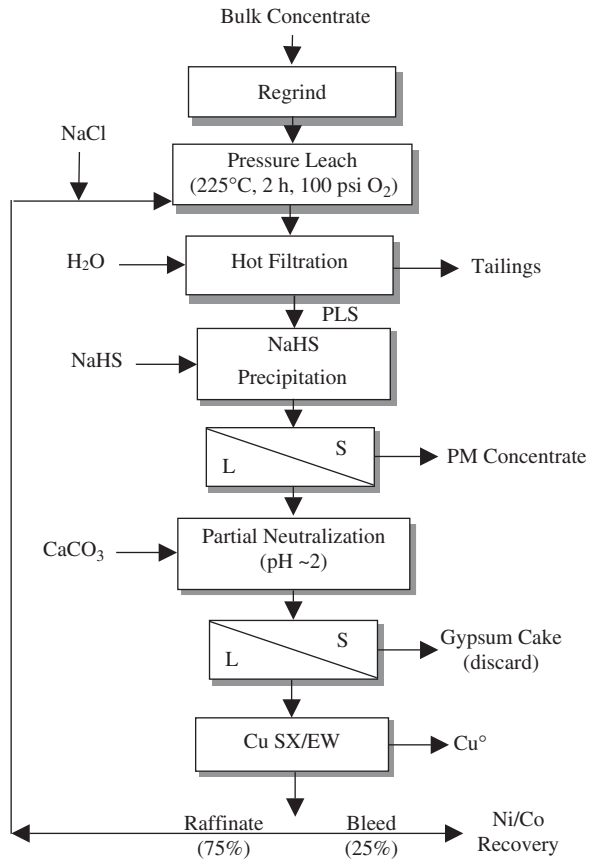 Bulk Concentrate
Regrind
NaCl
Pressure Leach
(225°C, 2 h, 100 psi O₂)
H₂O
Hot Filtration
Tailings
PLS
NaHS
NaHS
Precipitation
S
L
PM Concentrate
Partial Neutralization
(pH ~2)
CaCO₃
S
L
Gypsum Cake
(discard)
Cu SX/EW
Cu°
Raffinate
(75%)
Bleed
(25%)
Ni/Co
Recovery